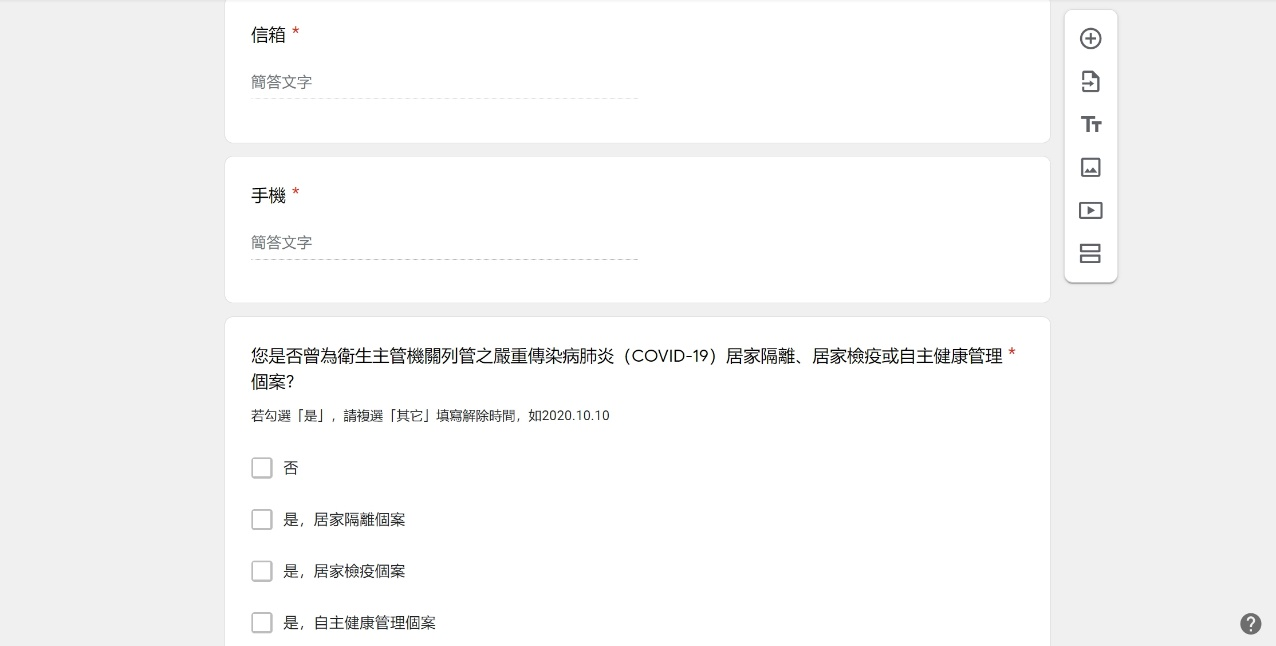 信箱 *
簡答文字
手機 *
簡答文字
您是否曾為衛生主管機關列管之嚴重傳染病肺炎（COVID-19）居家隔離、居家檢疫或自主健康管理 *
個案?
若勾選「是」，請複選「其它」填寫解除時間，如2020.10.10
否
是，居家隔離個案
是，居家檢疫個案
是，自主健康管理個案